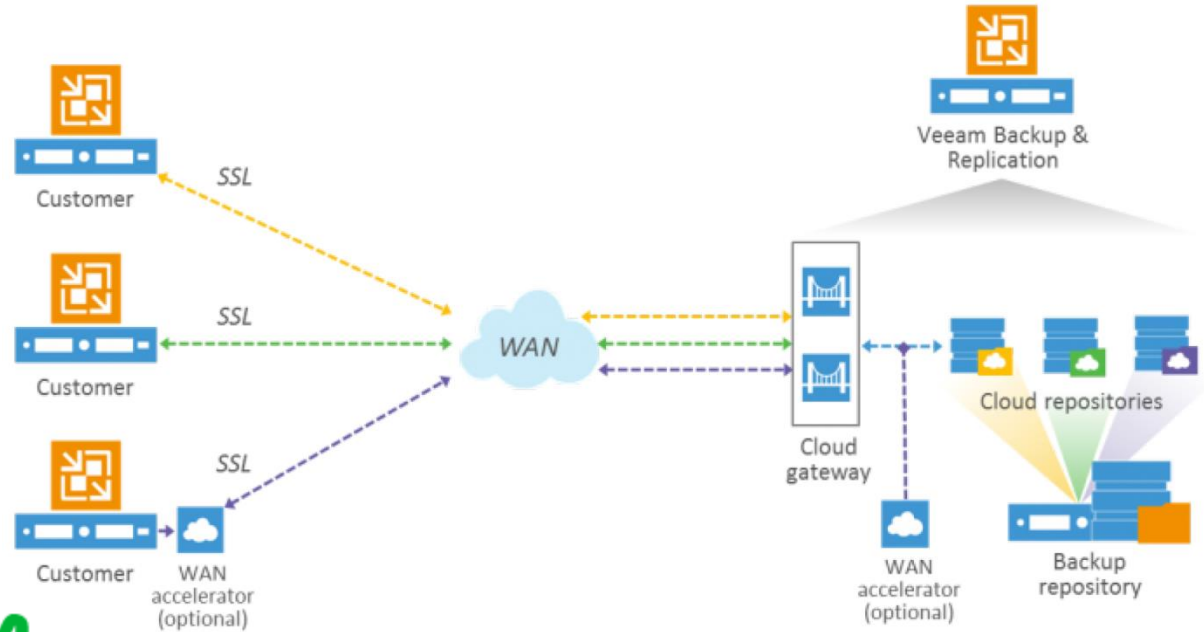 Veeam Backup &
Replication
SSL
Customer
SSL
Customer
WAN
SSL
Customer
WAN
accelerator
(optional)
Cloud
gateway
Cloud repositories
WAN
accelerator
(optional)
Backup
repository